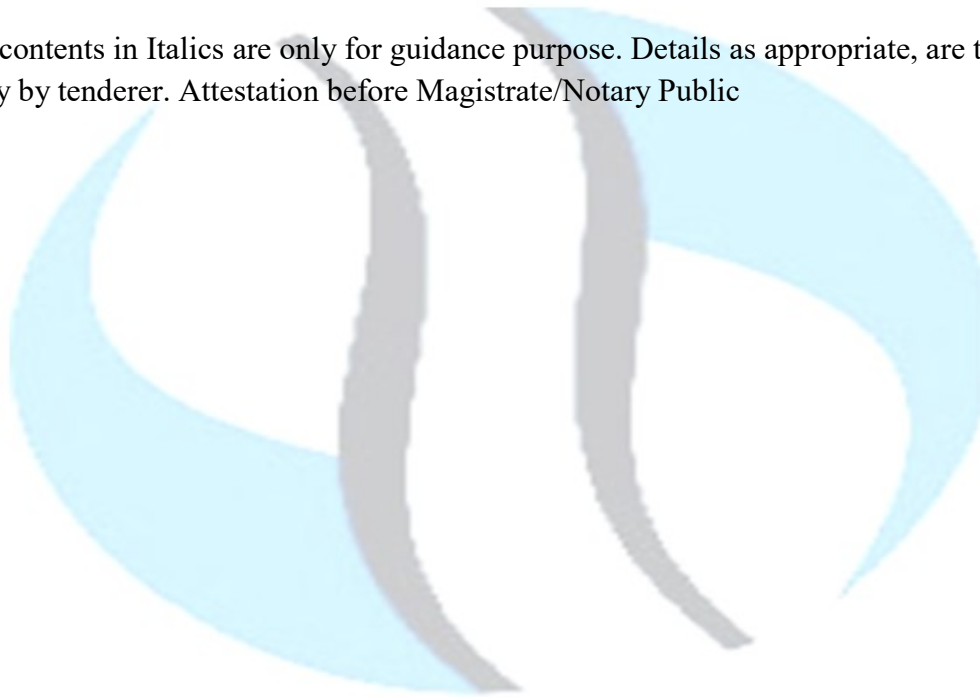 contents in Italics are only for guidance purpose. Details as appropriate, are
by tenderer. Attestation before Magistrate/Notary Public